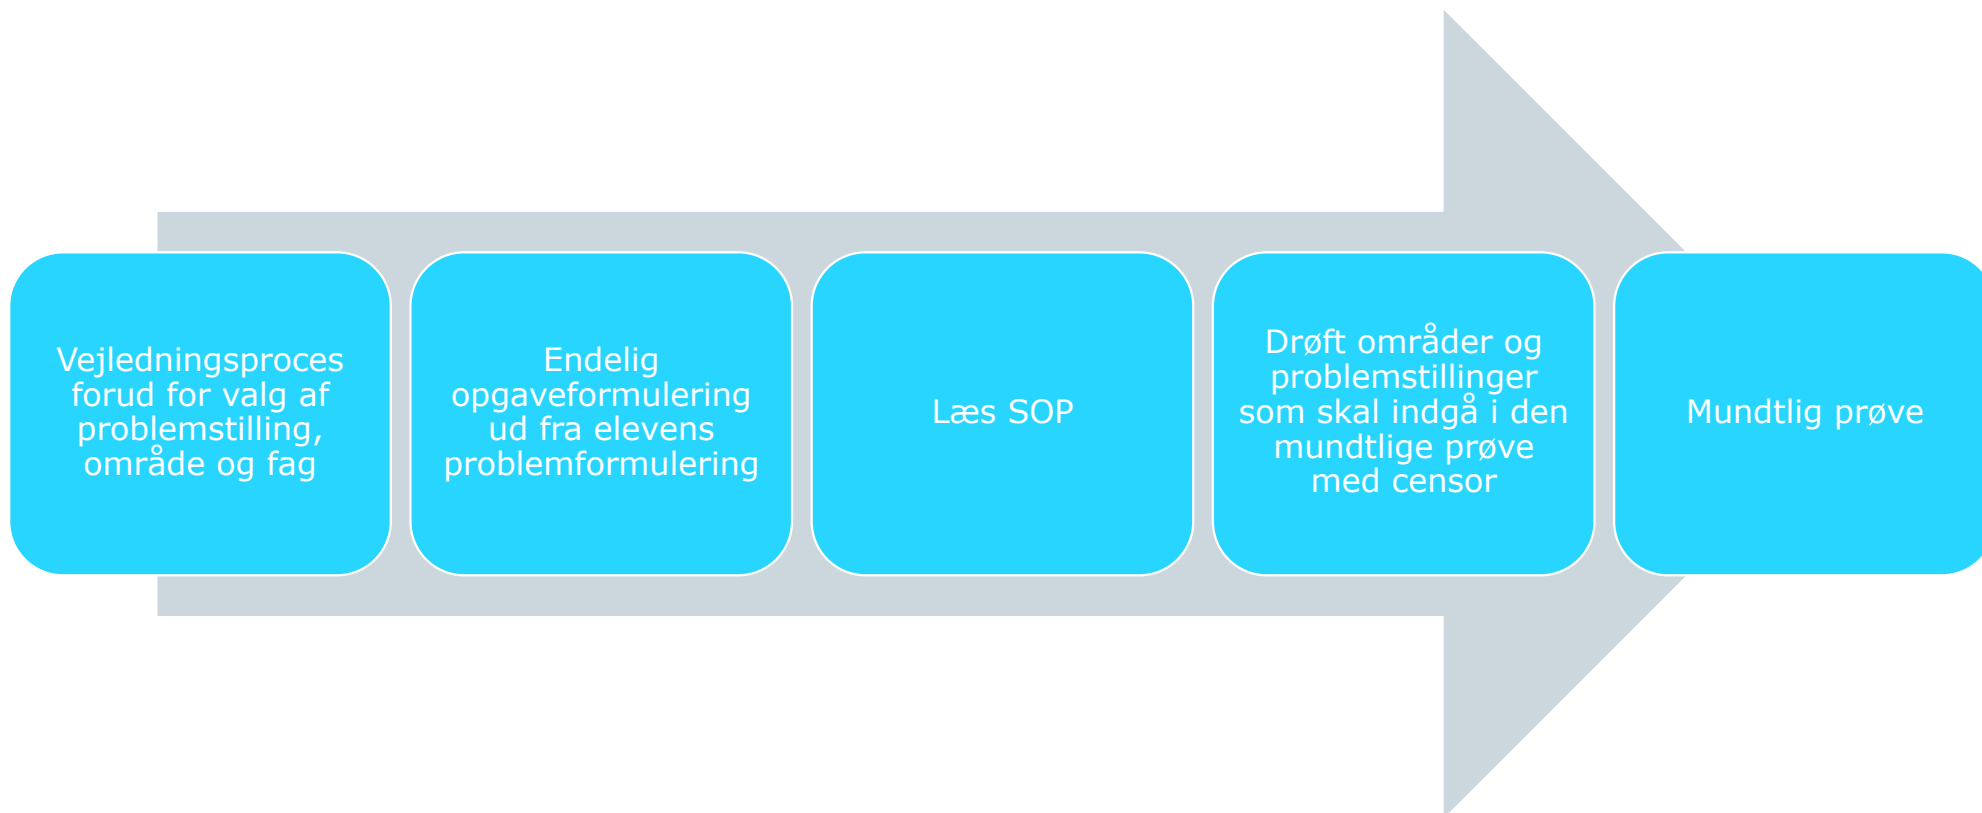 Vejledningsproces
forud for valg af
problemstilling,
område og fag
Endelig
opgaveformulering
ud fra elevens
problemformulering
Læs SOP
Drøft områder og
problemstillinger
som skal indgå i den
mundtlige prøve
med censor
Mundtlig prøve